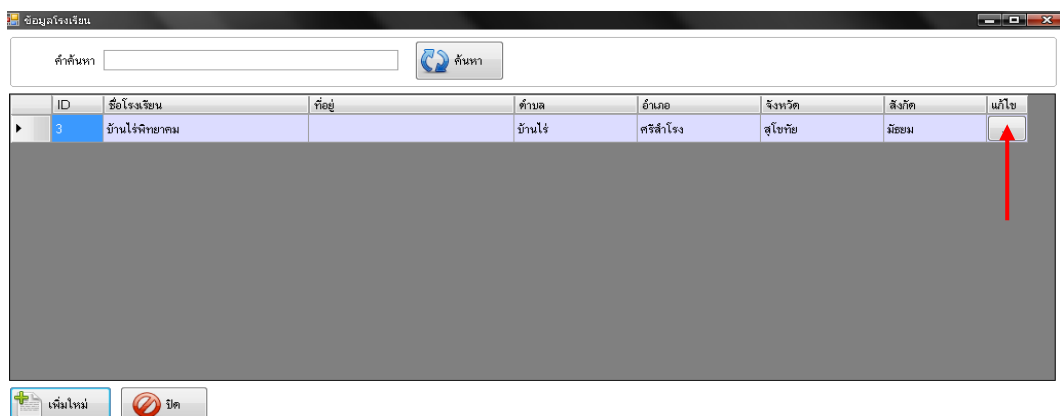 ข้อมูลโรงเรียน
คำค้นหา ค้นหา
ID ชื่อโรงเรียน ที่อยู่ ตำบล อำเภอ จังหวัด สังกัด แก้ไข
3 บ้านไร่พิทยาคม บ้านไร่ ศรีสำโรง สุโขทัย มัธยม
เพิ่มใหม่ ปิด